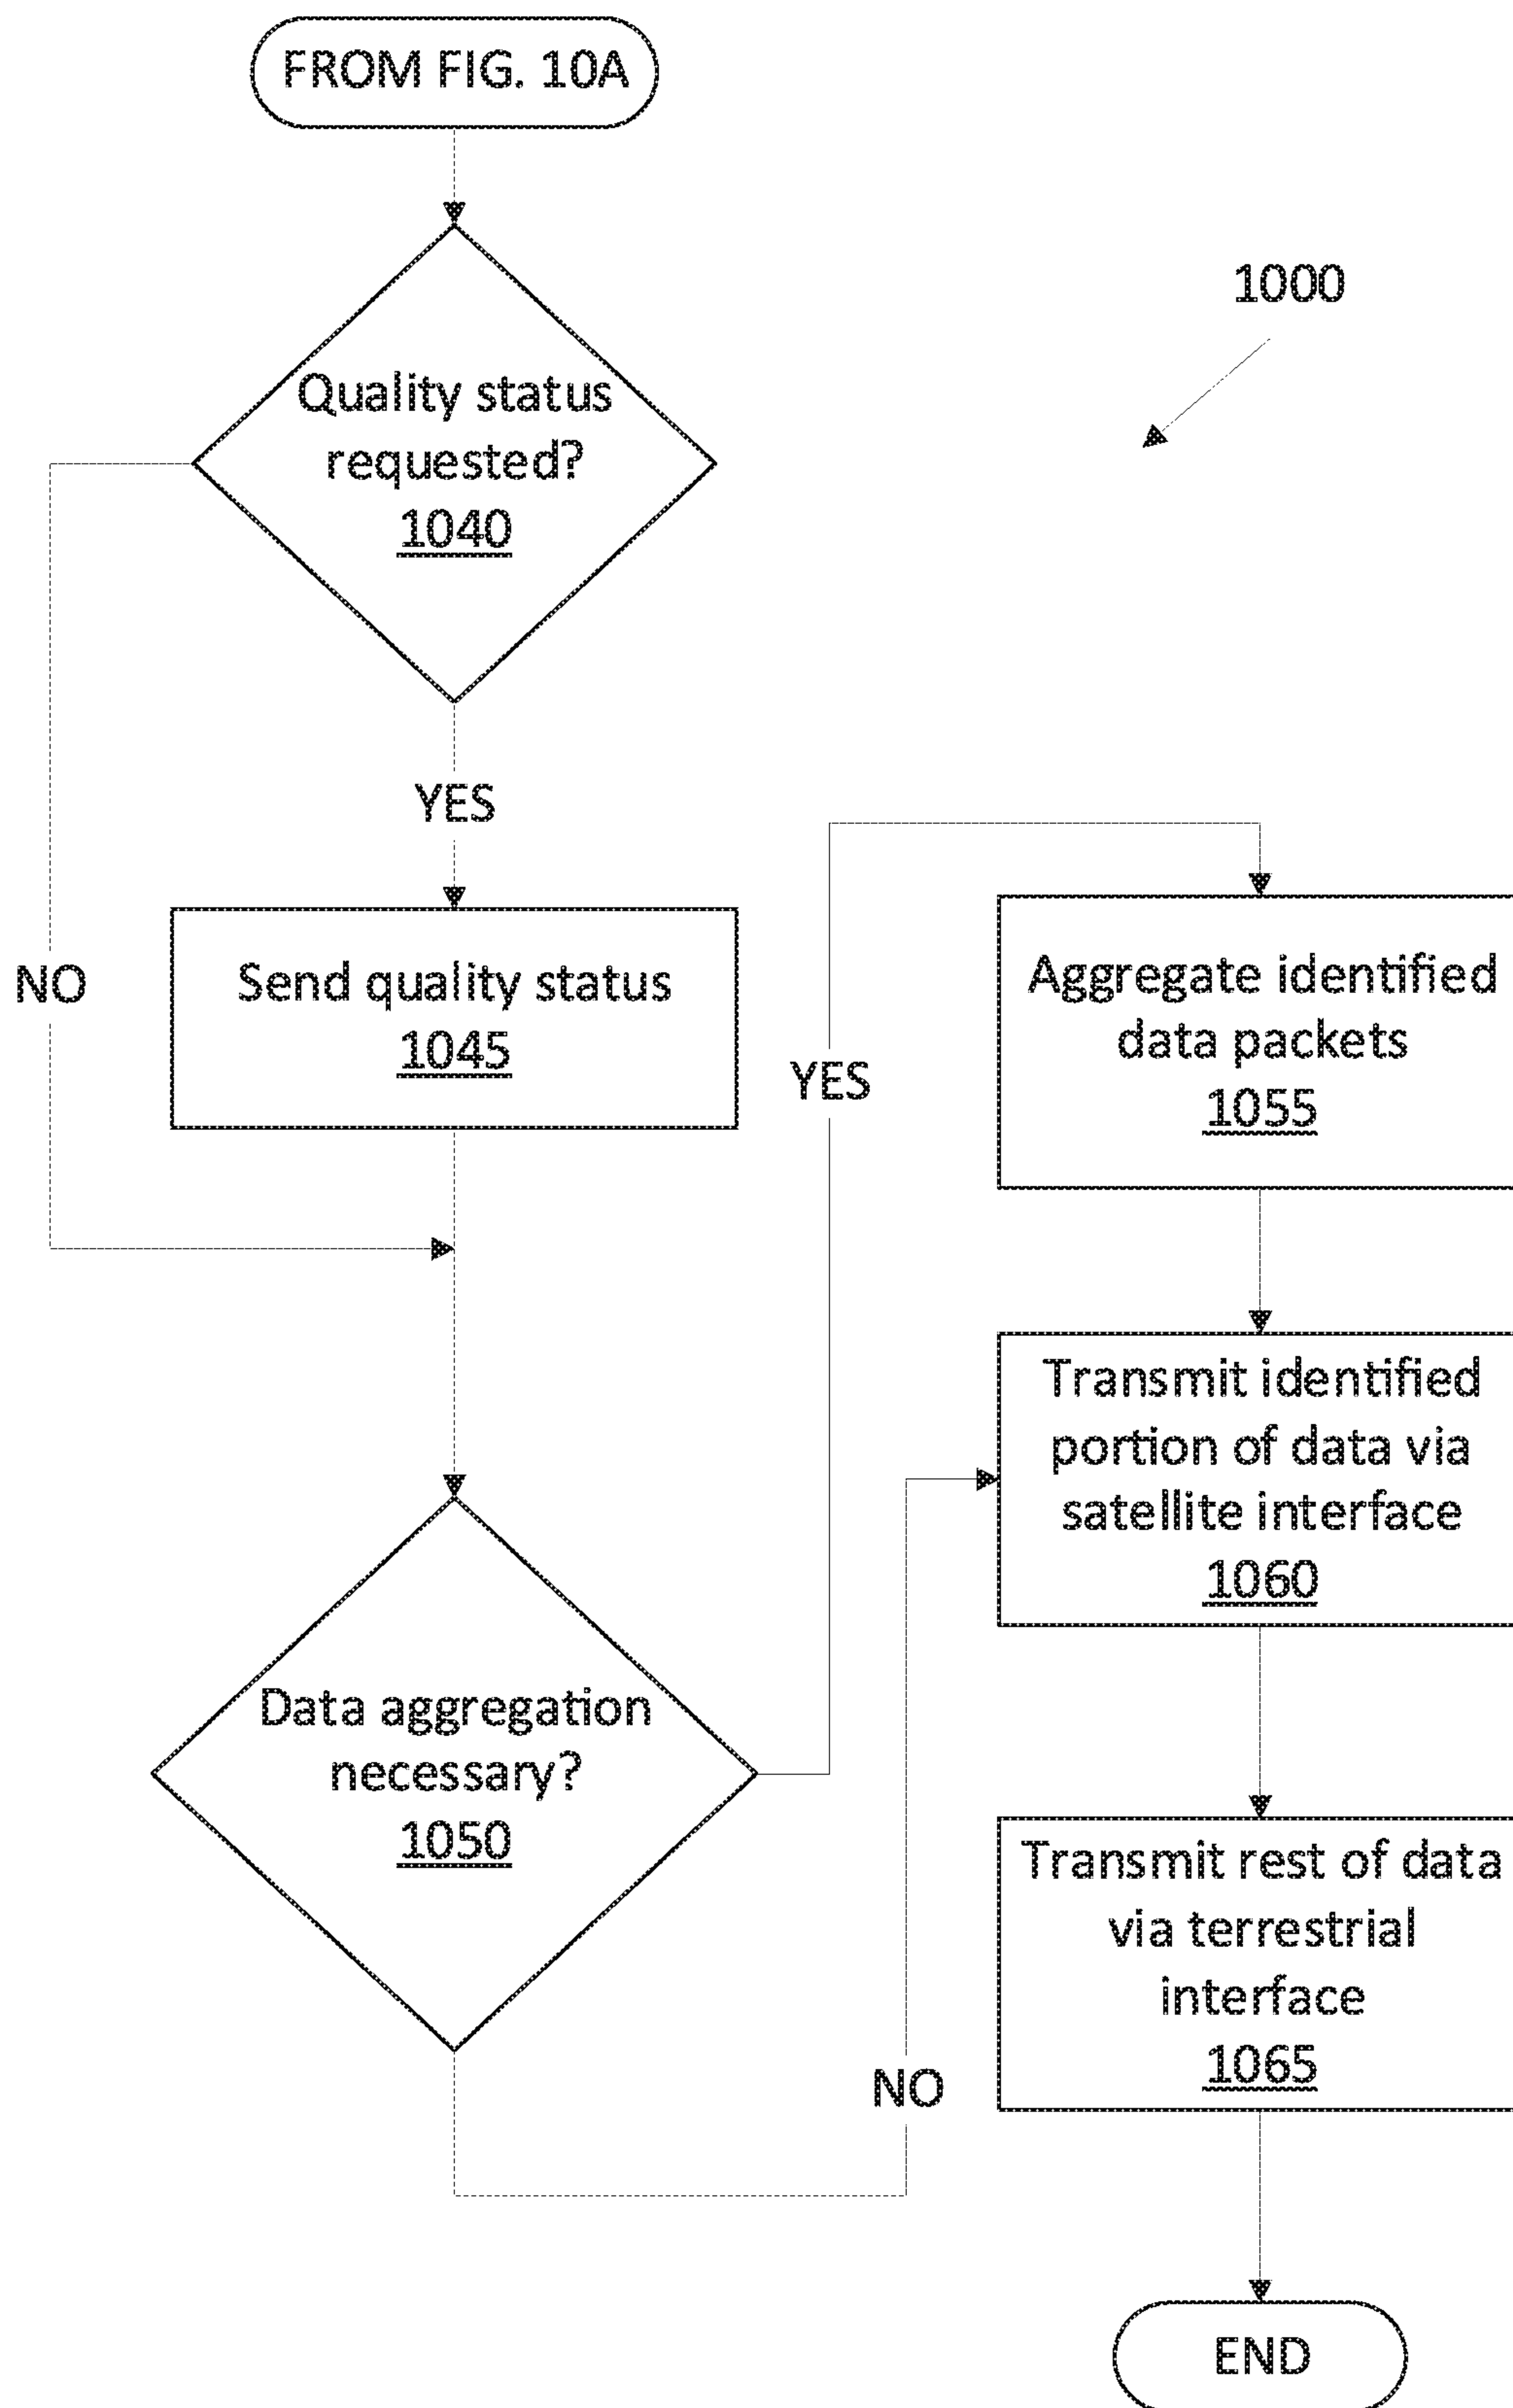 FROM FIG. 10A
1000
Quality status
requested?
1040
YES
NO
Send quality status
1045
YES
Aggregate identified
data packets
1055
Transmit identified
portion of data via
satellite interface
1060
Data aggregation
necessary?
1050
NO
Transmit rest of data
via terrestrial
interface
1065
END